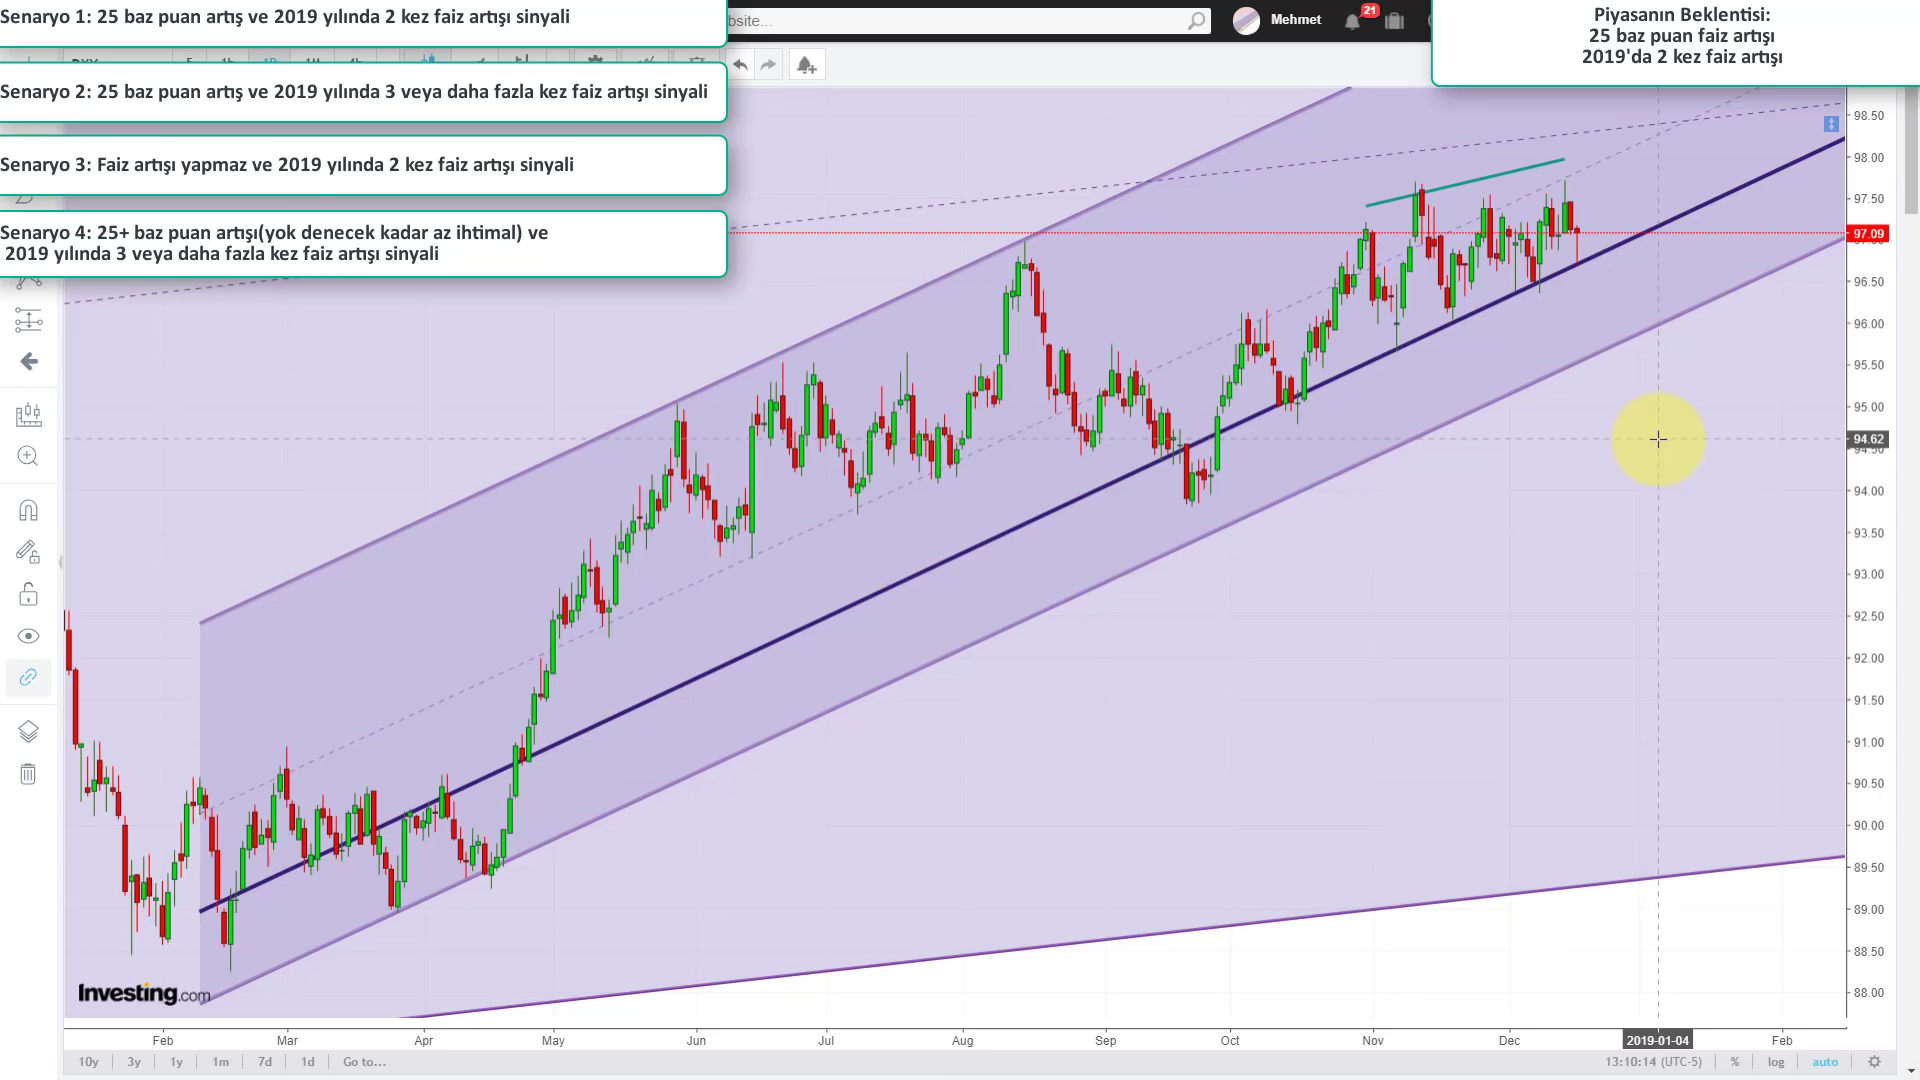 Senaryo 1: 25 baz puan artış ve 2019 yılında 2 kez faiz artışı sinyali
bsite...
Mehmet
21
Piyasanın Beklentisi:
25 baz puan faiz artışı
2019'da 2 kez faiz artışı
Senaryo 2: 25 baz puan artış ve 2019 yılında 3 veya daha fazla kez faiz artışı sinyali
Senaryo 3: Faiz artışı yapmaz ve 2019 yılında 2 kez faiz artışı sinyali
Senaryo 4: 25+ baz puan artışı(yok denecek kadar az ihtimal) ve
2019 yılında 3 veya daha fazla kez faiz artışı sinyali
98.50
98.00
97.50
97.09
96.50
96.00
95.50
95.00
94.62
94.50
94.00
93.50
93.00
92.50
92.00
91.50
91.00
90.50
90.00
89.50
89.00
88.50
88.00
Investing.com
Feb Mar Apr May Jun Jul Aug Sep Oct Nov Dec 2019-01-04 Feb
10y 3y 1y 1m 7d 1d Go to... 13:10:14 (UTC-5) % log auto